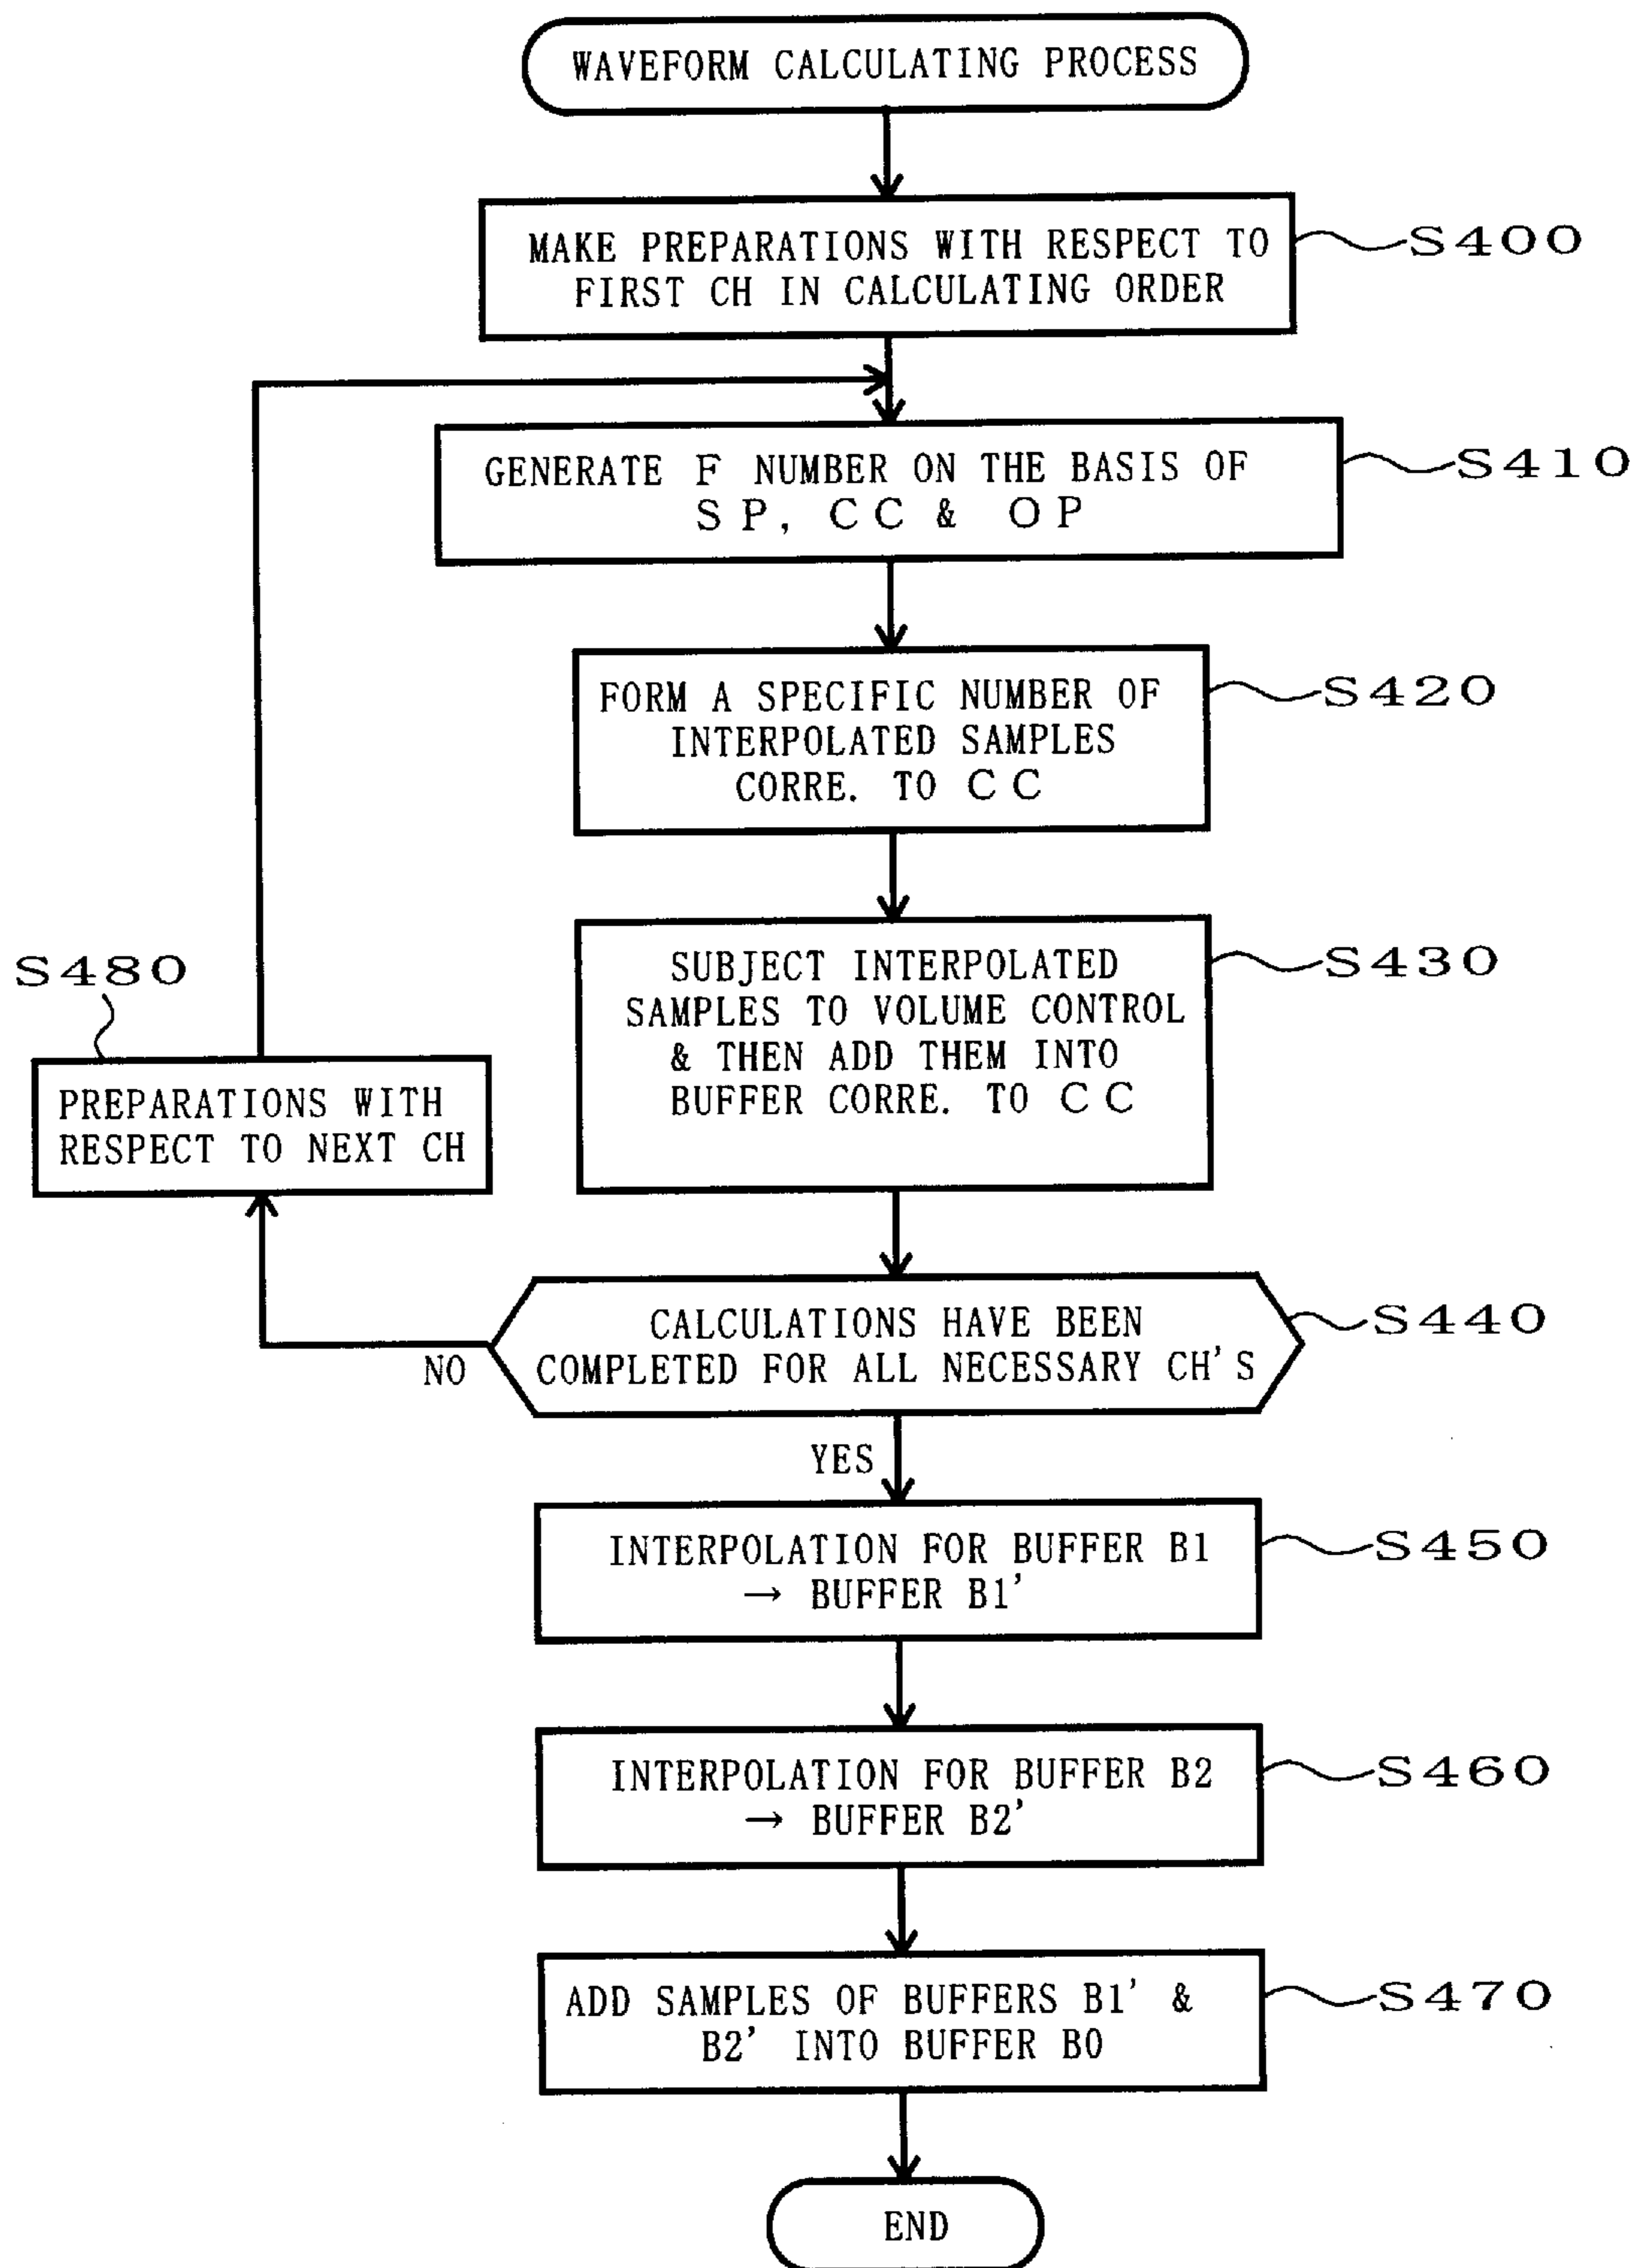 WAVEFORM CALCULATING PROCESS
MAKE PREPARATIONS WITH RESPECT TO
FIRST CH IN CALCULATING ORDER
S400
GENERATE F NUMBER ON THE BASIS OF
SP, CC & OP
S410
FORM A SPECIFIC NUMBER OF
INTERPOLATED SAMPLES
CORRE. TO CC
S420
SUBJECT INTERPOLATED
SAMPLES TO VOLUME CONTROL
& THEN ADD THEM INTO
BUFFER CORRE. TO CC
S430
S480
PREPARATIONS WITH
RESPECT TO NEXT CH
CALCULATIONS HAVE BEEN
COMPLETED FOR ALL NECESSARY CH'S
S440
NO
YES
INTERPOLATION FOR BUFFER B1
→ BUFFER B1'
S450
INTERPOLATION FOR BUFFER B2
→ BUFFER B2'
S460
ADD SAMPLES OF BUFFERS B1' &
B2' INTO BUFFER B0
S470
END